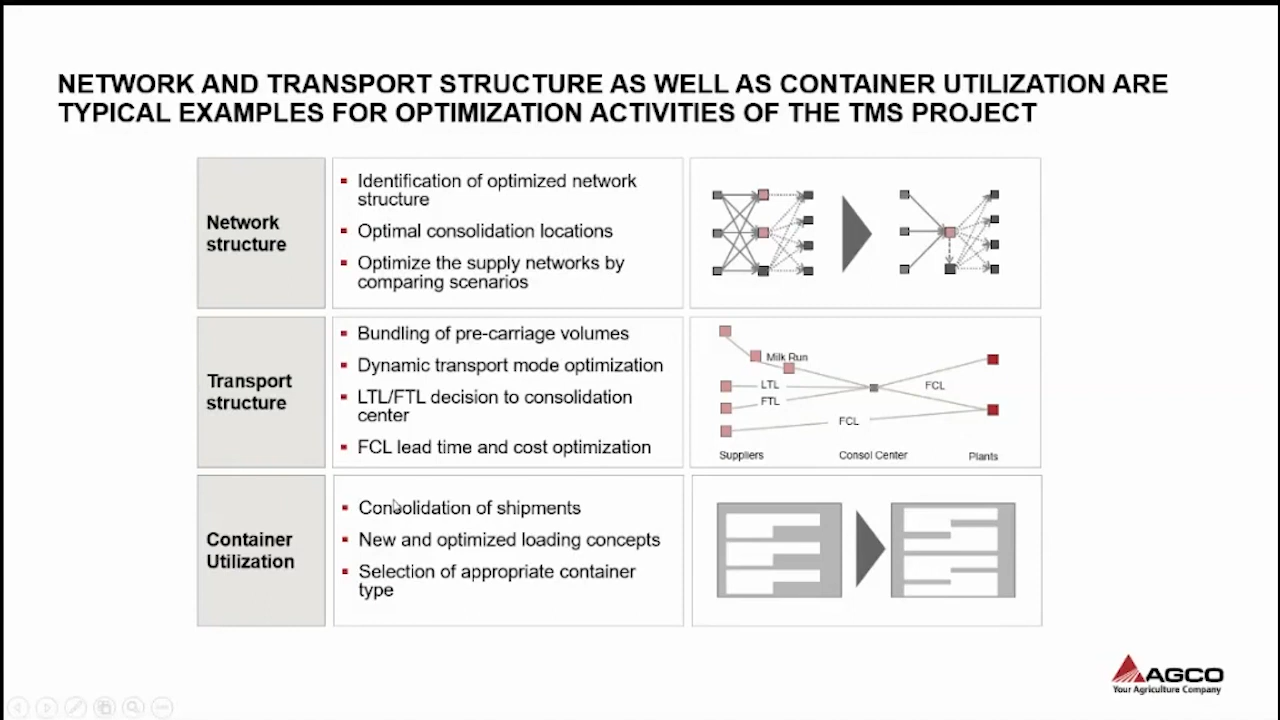 NETWORK AND TRANSPORT STRUCTURE AS WELL AS CONTAINER UTILIZATION ARE
TYPICAL EXAMPLES FOR OPTIMIZATION ACTIVITIES OF THE TMS PROJECT
Network
structure
Identification of optimized network
structure
Optimal consolidation locations
Optimize the supply networks by
comparing scenarios
Transport
structure
Bundling of pre-carriage volumes
Dynamic transport mode optimization
LTL/FTL decision to consolidation
center
FCL lead time and cost optimization
Milk Run
LTL
FTL
FCL
FCL
Suppliers
Consol Center
Plants
Container
Utilization
Consolidation of shipments
New and optimized loading concepts
Selection of appropriate container
type
AGCO
Your Agriculture Company